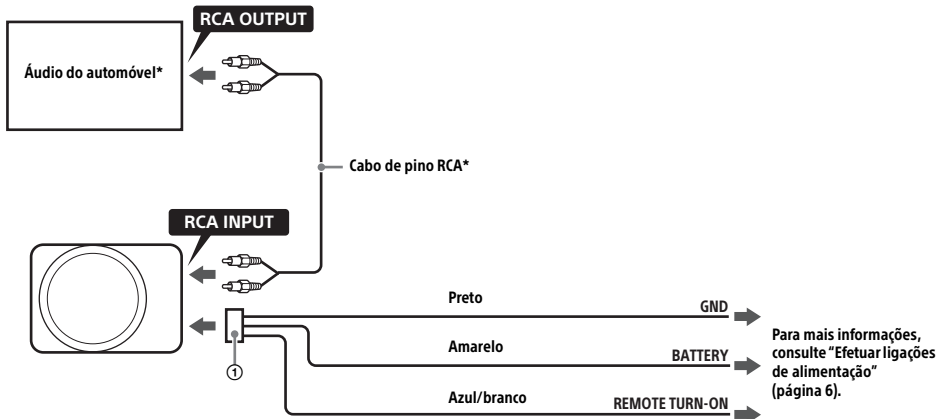 RCA OUTPUT
Áudio do automóvel*
Cabo de pino RCA*
RCA INPUT
Preto
GND
Amarelo
BATTERY
Azul/branco
REMOTE TURN-ON
1
Para mais informações,
consulte “Efetuar ligações
de alimentação”
(página 6).